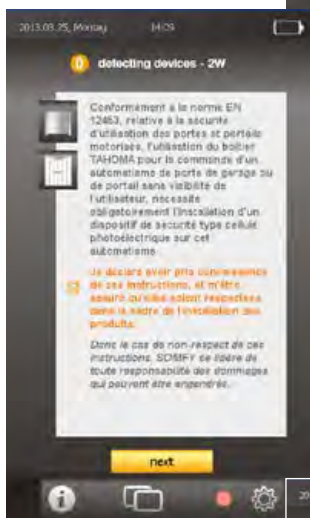 2013.03.25, Monday 14:09
detecting devices - 2W
Conformément à la norme EN
12453, relative à la sécurité
d'utilisation des portes et portails
motorisés, l'utilisation du boîtier
TAHOMA pour la commande d'un
automatisme de porte de garage ou
de portail sans visibilité de
l'utilisateur, nécessite
obligatoirement l'installation d'un
dispositif de sécurité type cellule
photoélectrique sur cet
automatisme.
Je déclare avoir pris connaissance
de ces instructions, et m'être
assuré qu'elles soient respectées
dans le cadre de l'installation des
produits.
Dans le cas de non-respect de ces
instructions, SOMFY se libère de
toute responsabilité des dommages
qui peuvent être engendrés.
next
20